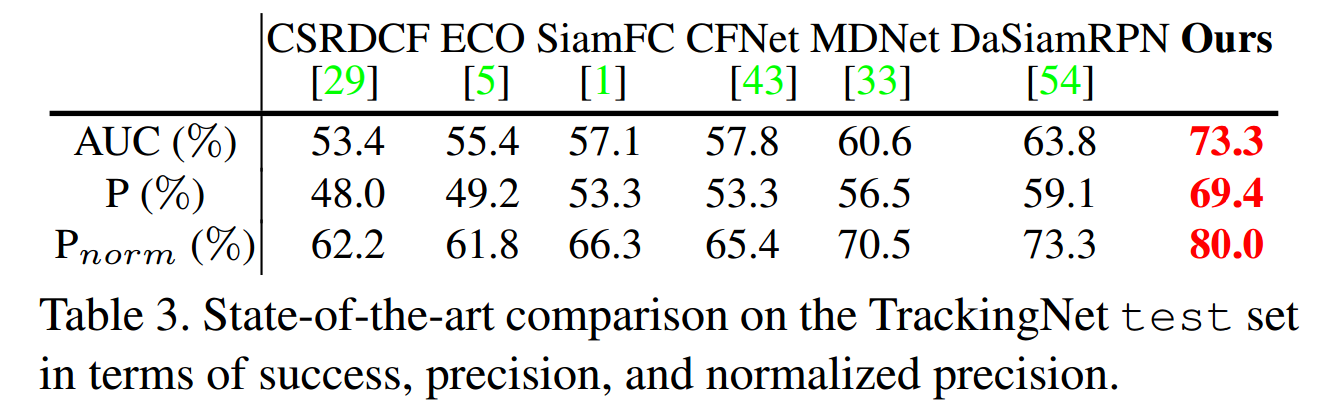 CSRDCF ECO SiamFC CFNet MDNet DaSiamRPN Ours
[29] [5] [1] [43] [33] [54]
AUC (%) 53.4 55.4 57.1 57.8 60.6 63.8 73.3
P (%) 48.0 49.2 53.3 53.3 56.5 59.1 69.4
Pnorm (%) 62.2 61.8 66.3 65.4 70.5 73.3 80.0
Table 3. State-of-the-art comparison on the TrackingNet test set
in terms of success, precision, and normalized precision.